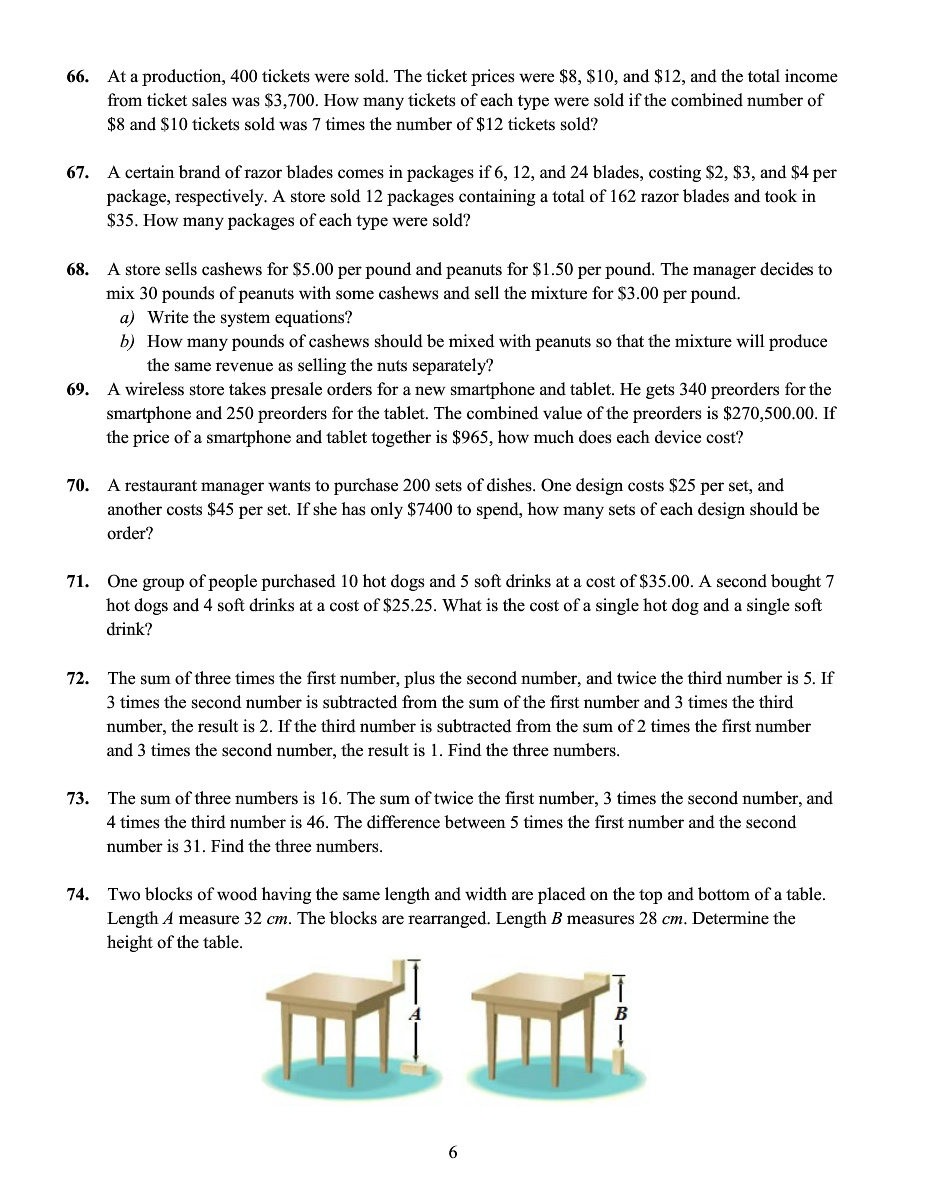 66. At a production, 400 tickets were sold. The ticket prices were $8, $10, and $12, and the total income
from ticket sales was $3,700. How many tickets of each type were sold if the combined number of
$8 and $10 tickets sold was 7 times the number of $12 tickets sold?
67. A certain brand of razor blades comes in packages if 6, 12, and 24 blades, costing $2, $3, and $4 per
package, respectively. A store sold 12 packages containing a total of 162 razor blades and took in
$35. How many packages of each type were sold?
68. A store sells cashews for $5.00 per pound and peanuts for $1.50 per pound. The manager decides to
mix 30 pounds of peanuts with some cashews and sell the mixture for $3.00 per pound.
a) Write the system equations?
b) How many pounds of cashews should be mixed with peanuts so that the mixture will produce
the same revenue as selling the nuts separately?
69. A wireless store takes presale orders for a new smartphone and tablet. He gets 340 preorders for the
smartphone and 250 preorders for the tablet. The combined value of the preorders is $270,500.00. If
the price of a smartphone and tablet together is $965, how much does each device cost?
70. A restaurant manager wants to purchase 200 sets of dishes. One design costs $25 per set, and
another costs $45 per set. If she has only $7400 to spend, how many sets of each design should be
order?
71. One group of people purchased 10 hot dogs and 5 soft drinks at a cost of $35.00. A second bought 7
hot dogs and 4 soft drinks at a cost of $25.25. What is the cost of a single hot dog and a single soft
drink?
72. The sum of three times the first number, plus the second number, and twice the third number is 5. If
3 times the second number is subtracted from the sum of the first number and 3 times the third
number, the result is 2. If the third number is subtracted from the sum of 2 times the first number
and 3 times the second number, the result is 1. Find the three numbers.
73. The sum of three numbers is 16. The sum of twice the first number, 3 times the second number, and
4 times the third number is 46. The difference between 5 times the first number and the second
number is 31. Find the three numbers.
74. Two blocks of wood having the same length and width are placed on the top and bottom of a table.
Length A measure 32 cm. The blocks are rearranged. Length B measures 28 cm. Determine the
height of the table.
A
B
6